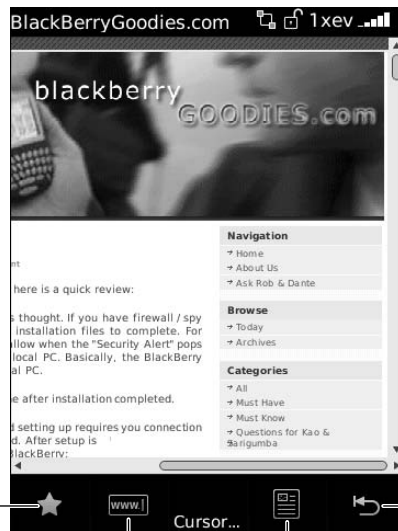 BlackBerryGoodies.com 1xev
blackberry
GOODIES.com
here is a quick review:
thought. If you have firewall / spy
installation files to complete. For
allow when the "Security Alert" pops
local PC. Basically, the BlackBerry
al PC.
e after installation completed.
d setting up requires you connection
d. After setup is
BlackBerry:
Navigation
Home
About Us
Ask Rob & Dante
Browse
Today
Archives
Categories
All
Must Have
Must Know
Questions for Kao &
Sarigumba
www.
Cursor...